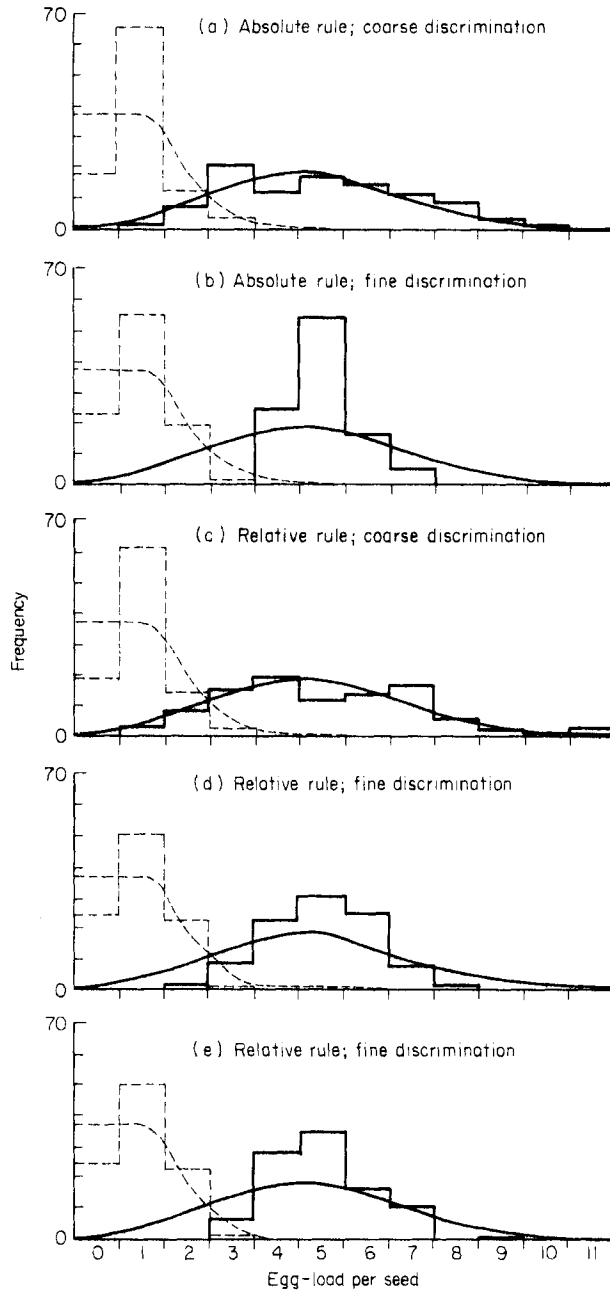 70
(a) Absolute rule; coarse discrimination
0
70
(b) Absolute rule; fine discrimination
0
70
(c) Relative rule; coarse discrimination
Frequency
0
70
(d) Relative rule; fine discrimination
0
70
(e) Relative rule; fine discrimination
0
0 1 2 3 4 5 6 7 8 9 10 11
Egg-load per seed